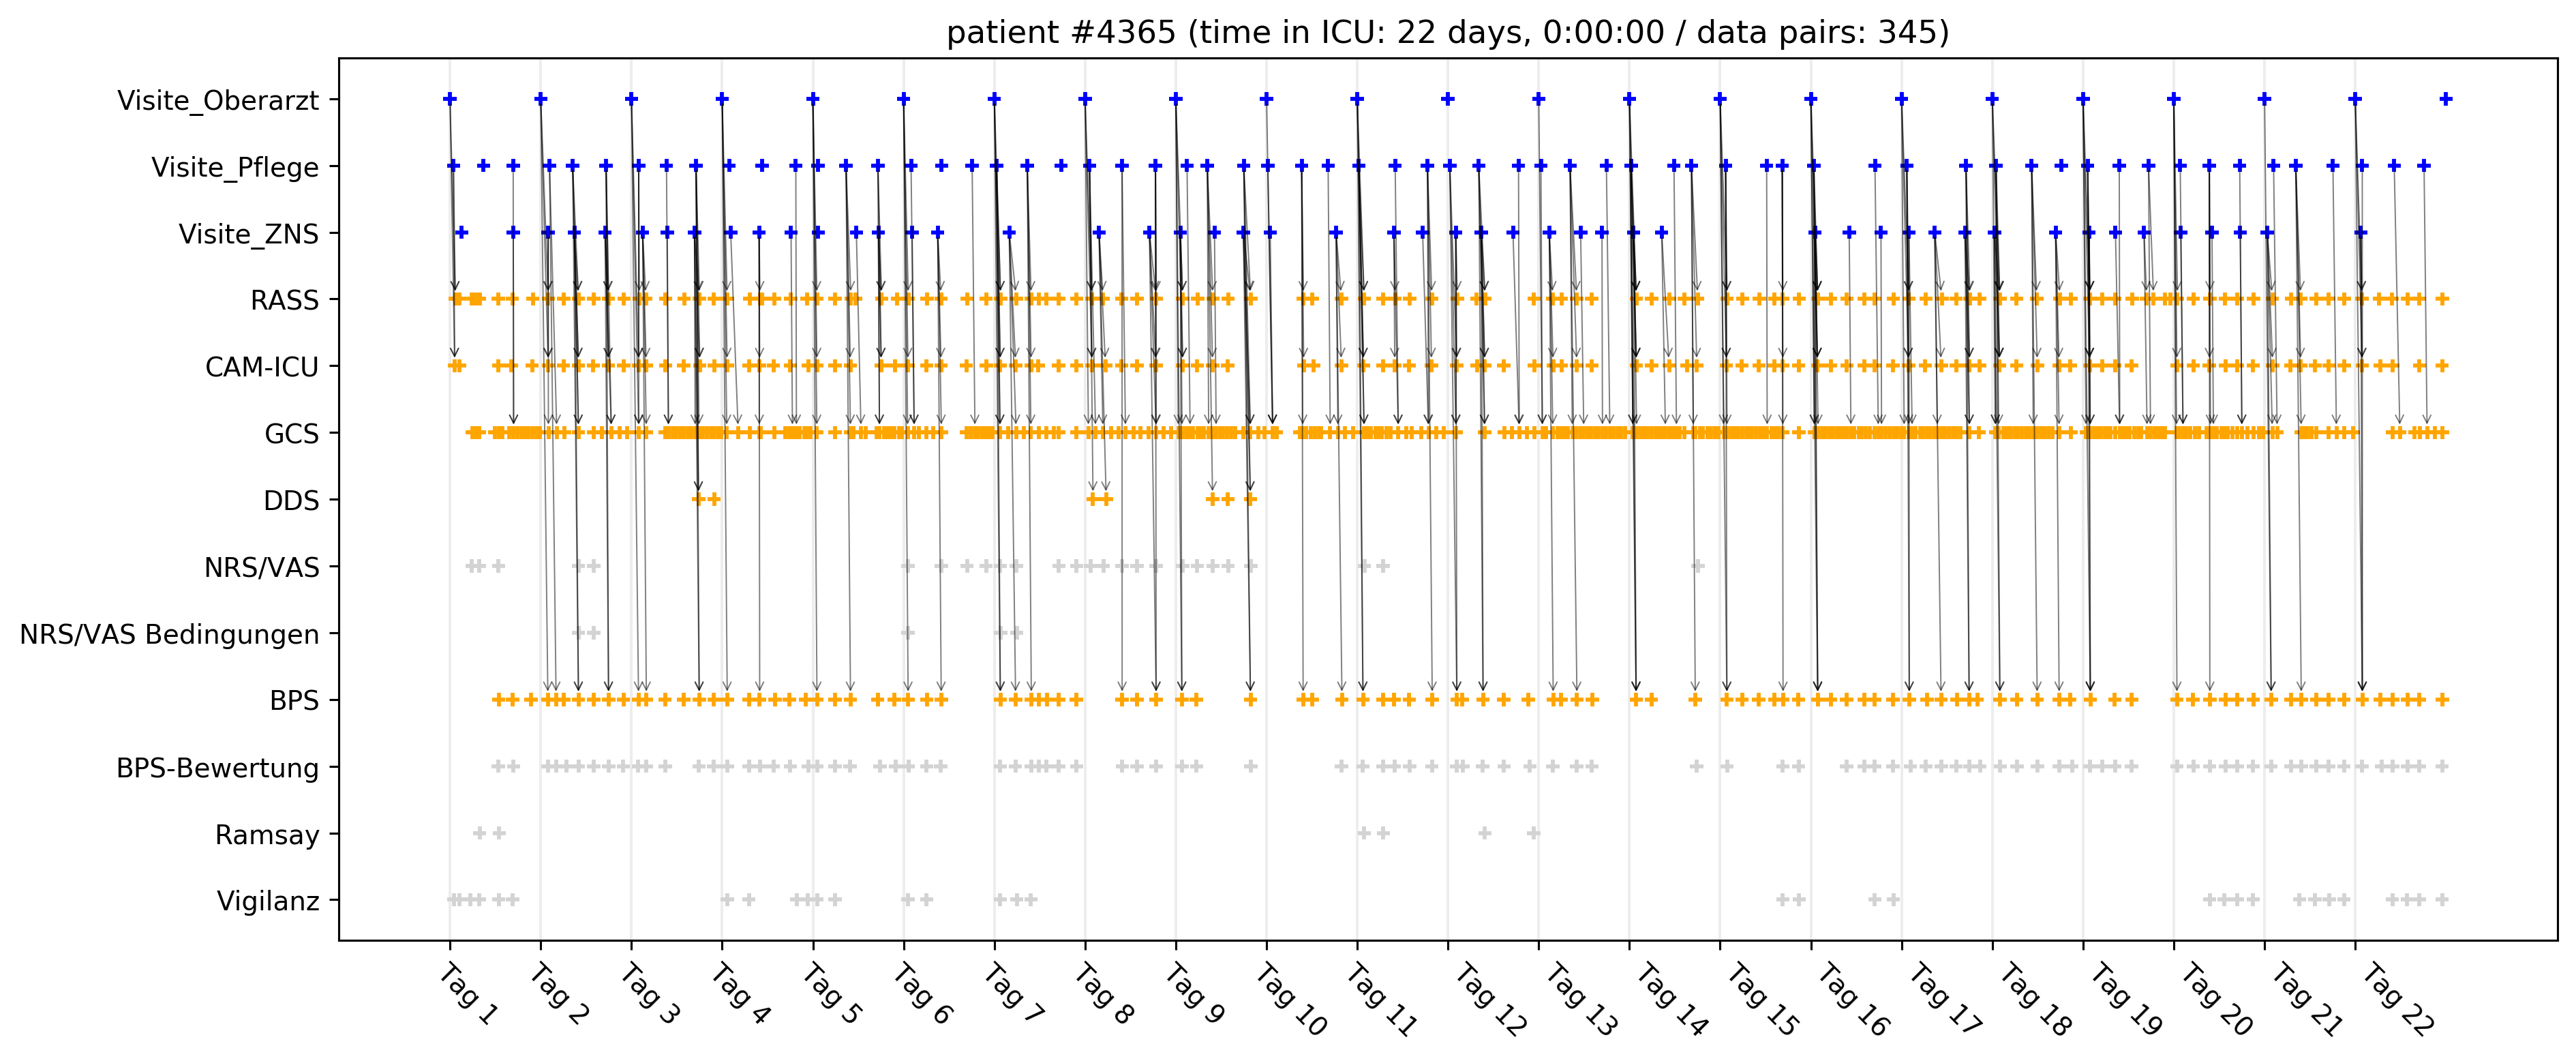 patient #4365 (time in ICU: 22 days, 0:00:00 / data pairs: 345)
Visite_Oberarzt
Visite_Pflege
Visite_ZNS
RASS
CAM-ICU
GCS
DDS
NRS/VAS
NRS/VAS Bedingungen
BPS
BPS-Bewertung
Ramsay
Vigilanz
Tag 1
Tag 2
Tag 3
Tag 4
Tag 5
Tag 6
Tag 7
Tag 8
Tag 9
Tag 10
Tag 11
Tag 12
Tag 13
Tag 14
Tag 15
Tag 16
Tag 17
Tag 18
Tag 19
Tag 20
Tag 21
Tag 22